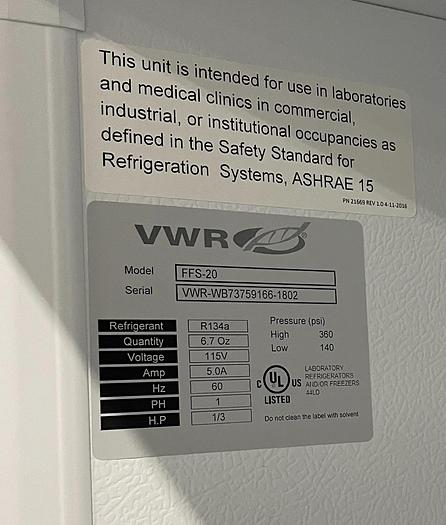 This unit is intended for use in laboratories
and medical clinics in commercial,
industrial, or institutional occupancies as
defined in the Safety Standard for
Refrigeration Systems, ASHRAE 15
PN 21669 REV 1.0 4-11-2016
VWR®
Model FFS-20
Serial VWR-WB73759166-1802
Refrigerant R134a
Quantity 6.7 Oz
Voltage 115V
Amp 5.0A
Hz 60
PH 1
H.P 1/3
Pressure (psi)
High 360
Low 140
C UL US
LISTED
LABORATORY
REFRIGERATORS
AND/OR FREEZERS
44LD
Do not clean the label with solvent